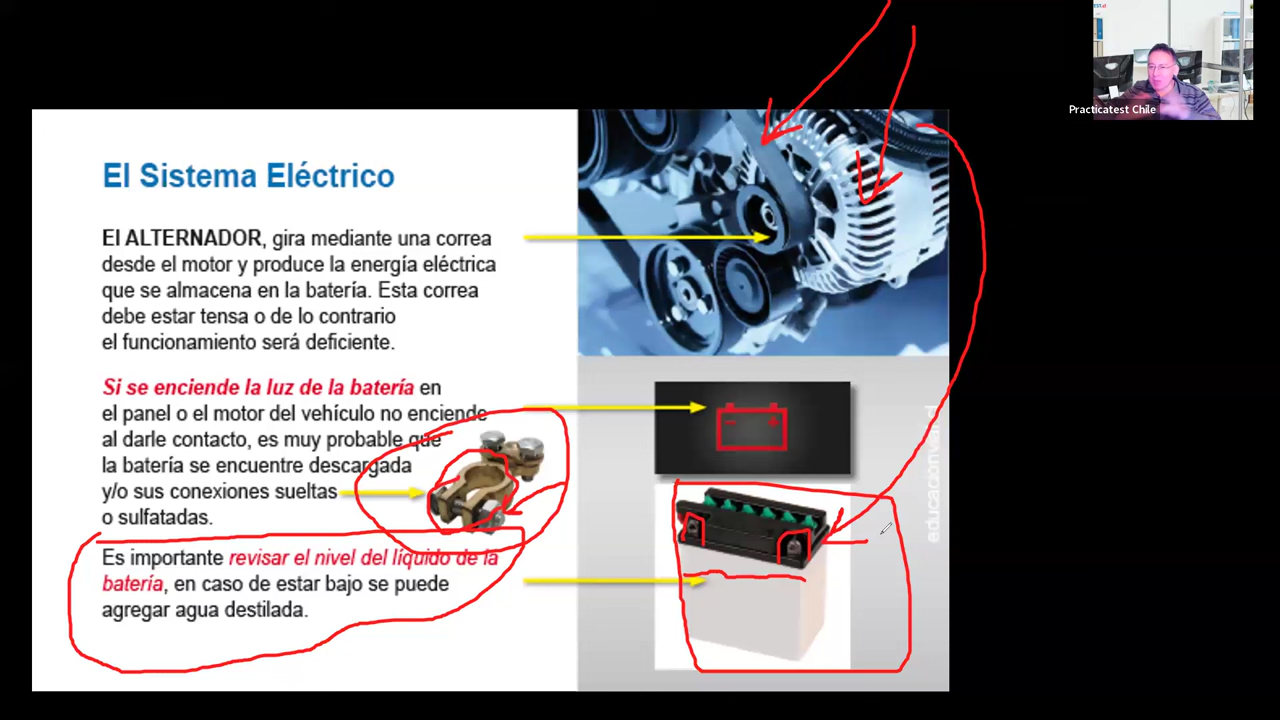 Practicatest Chile
El Sistema Eléctrico
El ALTERNADOR, gira mediante una correa
desde el motor y produce la energía eléctrica
que se almacena en la batería. Esta correa
debe estar tensa o de lo contrario
el funcionamiento será deficiente.
Si se enciende la luz de la batería en
el panel o el motor del vehículo no enciende
al darle contacto, es muy probable que
la batería se encuentre descargada
y/o sus conexiones sueltas
o sulfatadas.
Es importante revisar el nivel del líquido de la
batería, en caso de estar bajo se puede
agregar agua destilada.